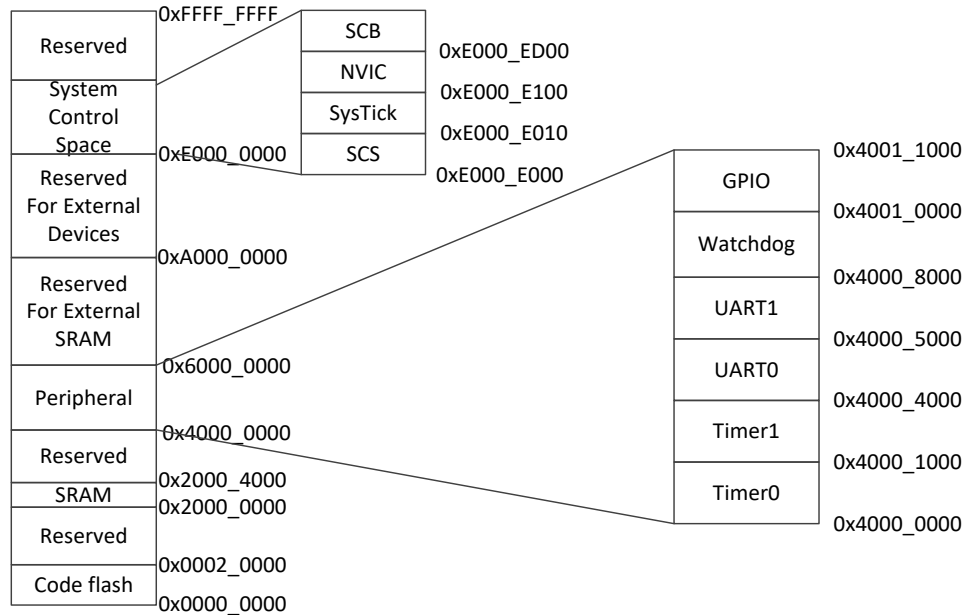 0xFFFF_FFFF
Reserved
System
Control
Space
0xE000_0000
Reserved
For External
Devices
0xA000_0000
Reserved
For External
SRAM
0x6000_0000
Peripheral
0x4000_0000
Reserved
0x2000_4000
SRAM
0x2000_0000
Reserved
0x0002_0000
Code flash
0x0000_0000
SCB
0xE000_ED00
NVIC
0xE000_E100
SysTick
0xE000_E010
SCS
0xE000_E000
0x4001_1000
GPIO
0x4001_0000
Watchdog
0x4000_8000
UART1
0x4000_5000
UART0
0x4000_4000
Timer1
0x4000_1000
Timer0
0x4000_0000